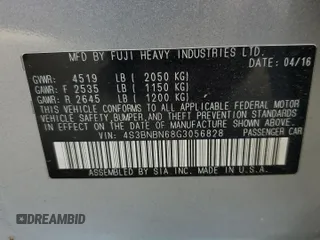 MFD BY FUJI HEAVY INDUSTRIES LTD.
DATE: 04/16
GVWR: 4519 LB ( 2050 KG)
GAWR: F 2535 LB ( 1150 KG)
GAWR: R 2645 LB ( 1200 KG)
THIS VEHICLE CONFORMS TO ALL APPLICABLE FEDERAL MOTOR
VEHICLE SAFETY, BUMPER, AND THEFT PREVENTION STANDARDS
IN EFFECT ON THE DATE OF MANUFACTURE SHOWN ABOVE.
VIN: 4S3BNBN68G3056828 PASSENGER CAR
ASSEMBLED BY SIA INC. MADE IN U.S.A.
DREAMBID